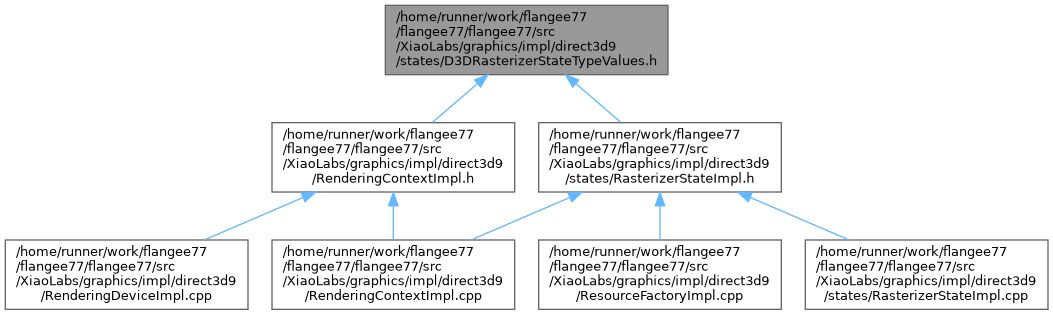 /home/runner/work/flangee77
/flangee77/flangee77/src
/XiaoLabs/graphics/impl/direct3d9
/states/D3DRasterizerStateTypeValues.h
/home/runner/work/flangee77
/flangee77/flangee77/src
/XiaoLabs/graphics/impl/direct3d9
/RenderingContextImpl.h
/home/runner/work/flangee77
/flangee77/flangee77/src
/XiaoLabs/graphics/impl/direct3d9
/states/RasterizerStateImpl.h
/home/runner/work/flangee77
/flangee77/flangee77/src
/XiaoLabs/graphics/impl/direct3d9
/RenderingDeviceImpl.cpp
/home/runner/work/flangee77
/flangee77/flangee77/src
/XiaoLabs/graphics/impl/direct3d9
/RenderingContextImpl.cpp
/home/runner/work/flangee77
/flangee77/flangee77/src
/XiaoLabs/graphics/impl/direct3d9
/ResourceFactoryImpl.cpp
/home/runner/work/flangee77
/flangee77/flangee77/src
/XiaoLabs/graphics/impl/direct3d9
/states/RasterizerStateImpl.cpp